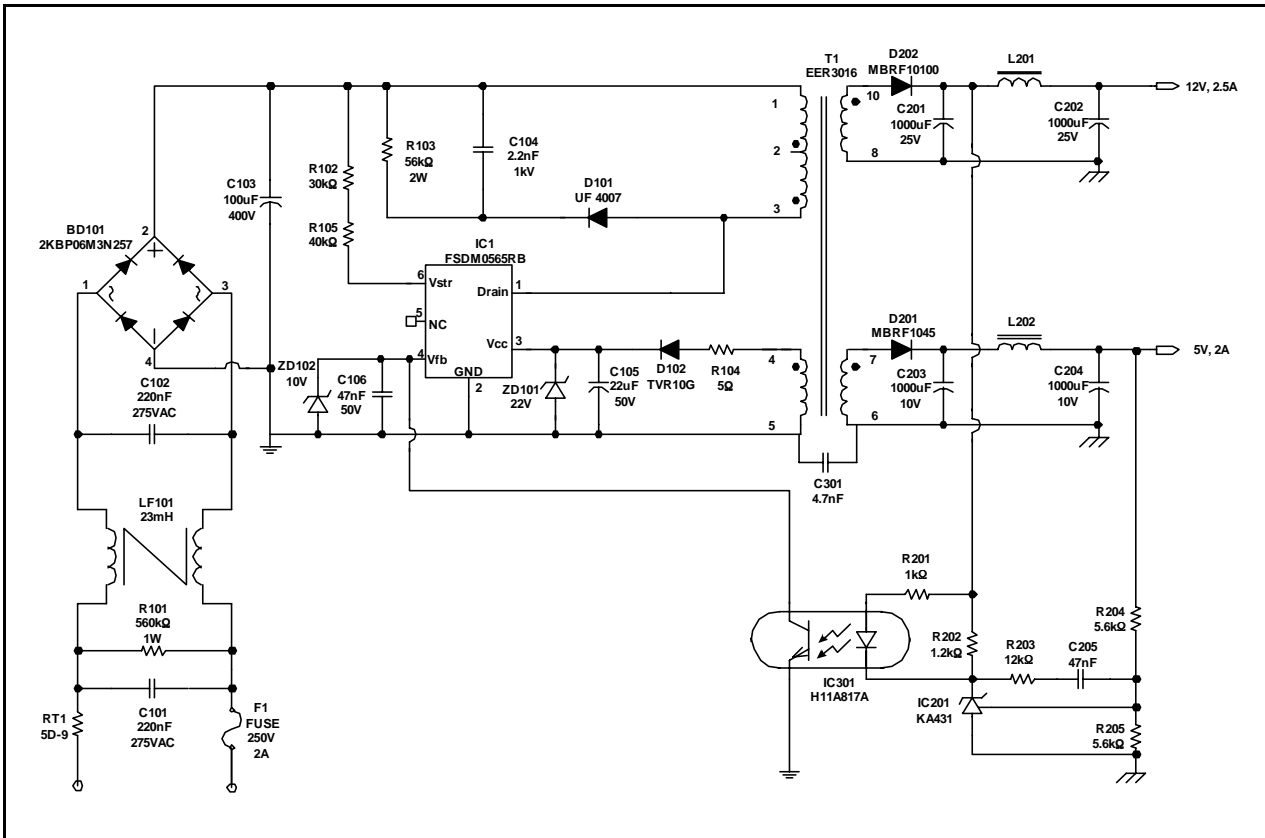 T1
EER3016
D202
MBRF10100
L201
12V, 2.5A
1
2
3
10
8
C201
1000uF
25V
C202
1000uF
25V
R103
56kΩ
2W
C104
2.2nF
1kV
D101
UF 4007
R102
30kΩ
R105
40kΩ
C103
100uF
400V
BD101
2KBP06M3N257
1
2
3
4
IC1
FSDM0565RB
6
Vstr
Drain
1
5
NC
Vcc
3
4
Vfb
GND
2
ZD102
10V
C106
47nF
50V
ZD101
22V
C105
22uF
50V
D102
TVR10G
R104
5Ω
4
5
7
6
D201
MBRF1045
L202
5V, 2A
C203
1000uF
10V
C204
1000uF
10V
C301
4.7nF
C102
220nF
275VAC
LF101
23mH
R101
560kΩ
1W
C101
220nF
275VAC
RT1
5D-9
F1
FUSE
250V
2A
R201
1kΩ
R202
1.2kΩ
R203
12kΩ
C205
47nF
R204
5.6kΩ
R205
5.6kΩ
IC301
H11A817A
IC201
KA431